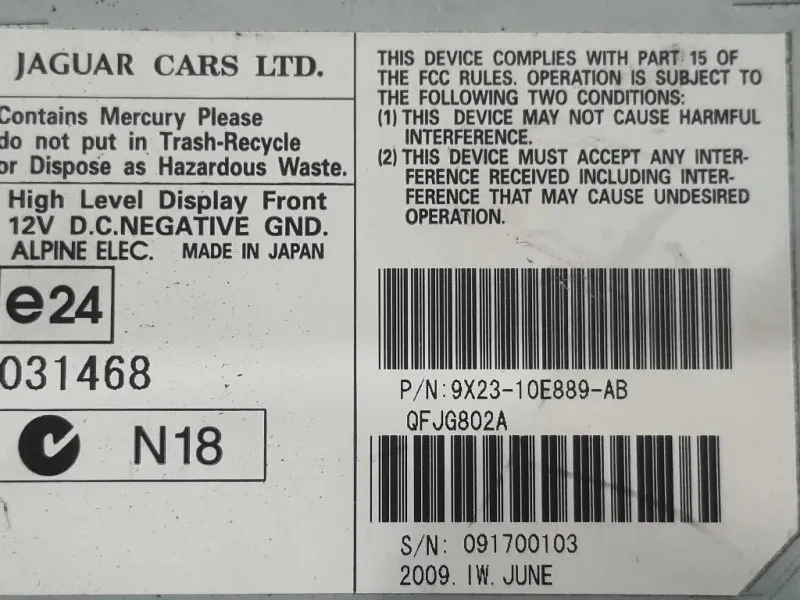 JAGUAR CARS LTD.
Contains Mercury Please
do not put in Trash-Recycle
or Dispose as Hazardous Waste.
High Level Display Front
12V D.C.NEGATIVE GND.
ALPINE ELEC. MADE IN JAPAN
e24
031468
N18
THIS DEVICE COMPLIES WITH PART 15 OF
THE FCC RULES. OPERATION IS SUBJECT TO
THE FOLLOWING TWO CONDITIONS:
(1) THIS DEVICE MAY NOT CAUSE HARMFUL
INTERFERENCE.
(2) THIS DEVICE MUST ACCEPT ANY INTER-
FERENCE RECEIVED INCLUDING INTER-
FERENCE THAT MAY CAUSE UNDESIRED
OPERATION.
P/N:9X23-10E889-AB
QFJG802A
S/N: 091700103
2009. IW. JUNE